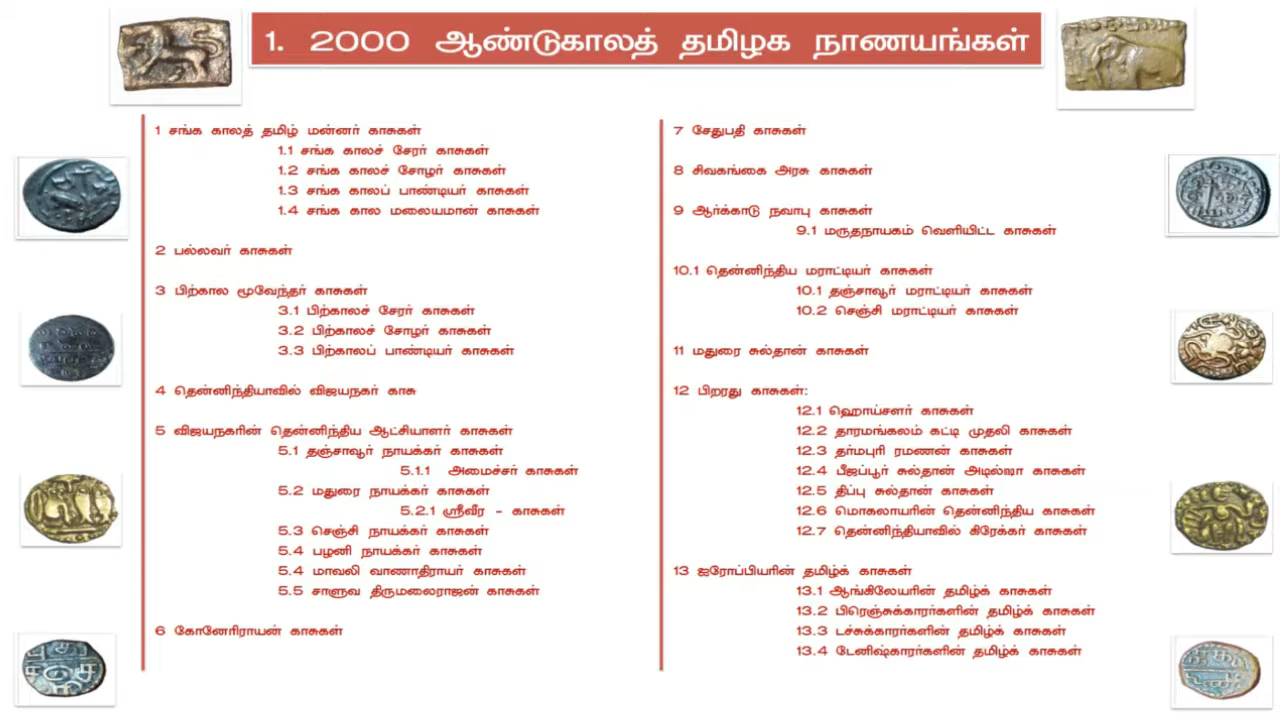 1. 2000 ஆண்டுகாலத் தமிழக நாணயங்கள்
1 சங்க காலத் தமிழ் மன்னர் காசுகள்
1.1 சங்க காலச் சேரர் காசுகள்
1.2 சங்க காலச் சோழர் காசுகள்
1.3 சங்க காலப் பாண்டியர் காசுகள்
1.4 சங்க கால மலையமான் காசுகள்
2 பல்லவர் காசுகள்
3 பிற்கால மூவேந்தர் காசுகள்
3.1 பிற்காலச் சேரர் காசுகள்
3.2 பிற்காலச் சோழர் காசுகள்
3.3 பிற்காலப் பாண்டியர் காசுகள்
4 தென்னிந்தியாவில் விஜயநகர் காசு
5 விஜயநகரின் தென்னிந்திய ஆட்சியாளர் காசுகள்
5.1 தஞ்சாவூர் நாயக்கர் காசுகள்
5.1.1 அமைச்சர் காசுகள்
5.2 மதுரை நாயக்கர் காசுகள்
5.2.1 ஸ்ரீவீர - காசுகள்
5.3 செஞ்சி நாயக்கர் காசுகள்
5.4 பழனி நாயக்கர் காசுகள்
5.4 மாவலி வாணாதிராயர் காசுகள்
5.5 சாளுவ திருமலைராஜன் காசுகள்
6 கோனேரிராயன் காசுகள்
7 சேதுபதி காசுகள்
8 சிவகங்கை அரசு காசுகள்
9 ஆர்க்காடு நவாபு காசுகள்
9.1 மருதநாயகம் வெளியிட்ட காசுகள்
10.1 தென்னிந்திய மராட்டியர் காசுகள்
10.1 தஞ்சாவூர் மராட்டியர் காசுகள்
10.2 செஞ்சி மராட்டியர் காசுகள்
11 மதுரை சுல்தான் காசுகள்
12 பிறரது காசுகள்:
12.1 ஹொய்சளர் காசுகள்
12.2 தாரமங்கலம் கட்டி முதலி காசுகள்
12.3 தர்மபுரி ரமணன் காசுகள்
12.4 பீஜப்பூர் சுல்தான் அடில்ஷா காசுகள்
12.5 திப்பு சுல்தான் காசுகள்
12.6 மொகலாயரின் தென்னிந்திய காசுகள்
12.7 தென்னிந்தியாவில் கிரேக்கர் காசுகள்
13 ஐரோப்பியரின் தமிழ்க் காசுகள்
13.1 ஆங்கிலேயரின் தமிழ்க் காசுகள்
13.2 பிரெஞ்சுக்காரர்களின் தமிழ்க் காசுகள்
13.3 டச்சுக்காரர்களின் தமிழ்க் காசுகள்
13.4 டேனிஷ்காரர்களின் தமிழ்க் காசுகள்